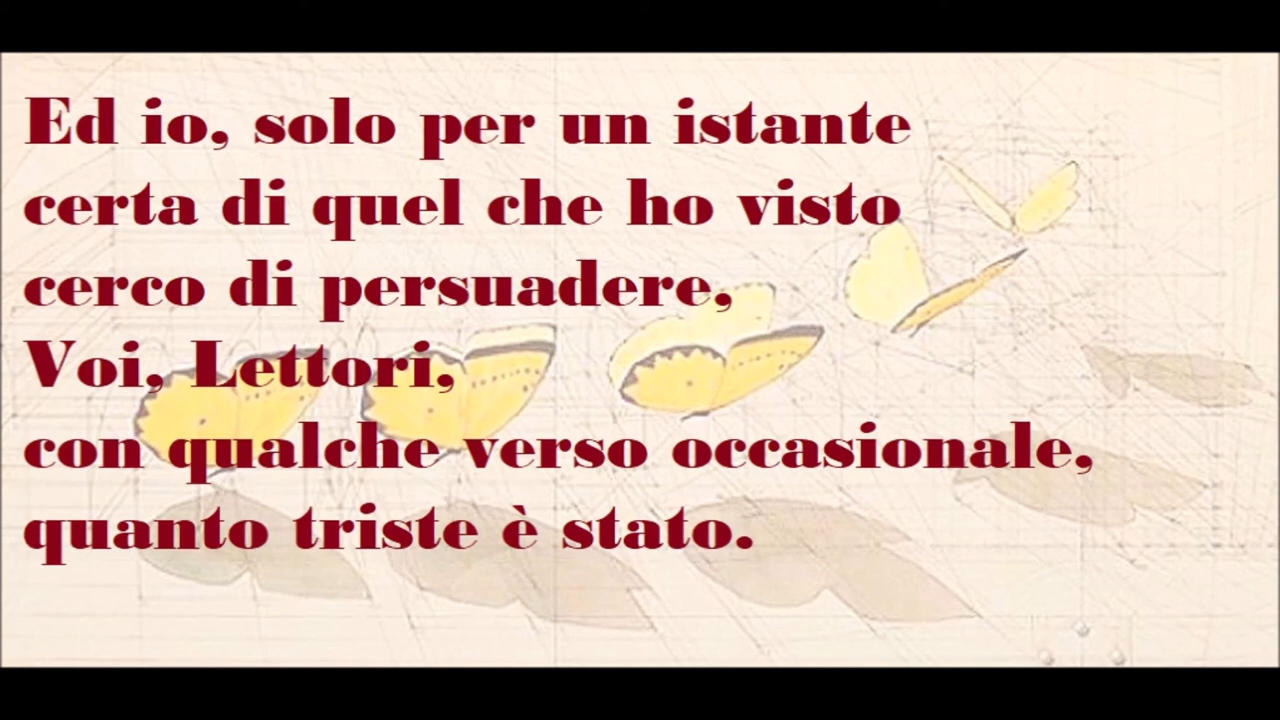 Ed io, solo per un istante
certa di quel che ho visto
cerco di persuadere,
Voi, Lettori,
con qualche verso occasionale,
quanto triste è stato.